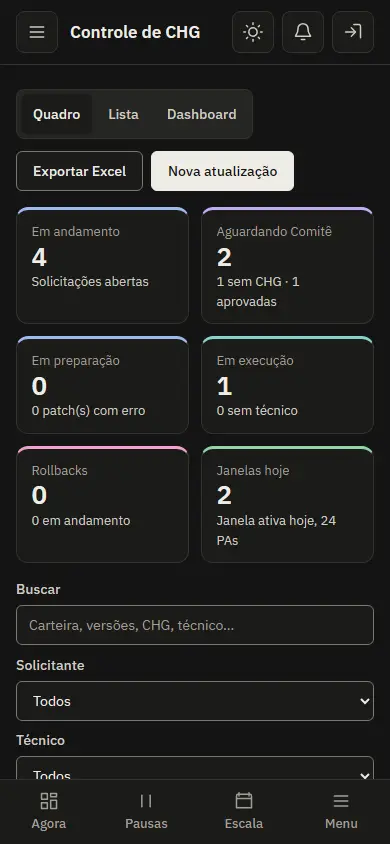 Controle de CHG
Quadro
Lista
Dashboard
Exportar Excel
Nova atualização
Em andamento
4
Solicitações abertas
Aguardando Comitê
2
1 sem CHG · 1
aprovadas
Em preparação
0
0 patch(s) com erro
Em execução
1
0 sem técnico
Rollbacks
0
0 em andamento
Janelas hoje
2
Janela ativa hoje, 24
PAs
Buscar
Carteira, versões, CHG, técnico...
Solicitante
Todos
Técnico
Todos
Agora
Pausas
Escala
Menu